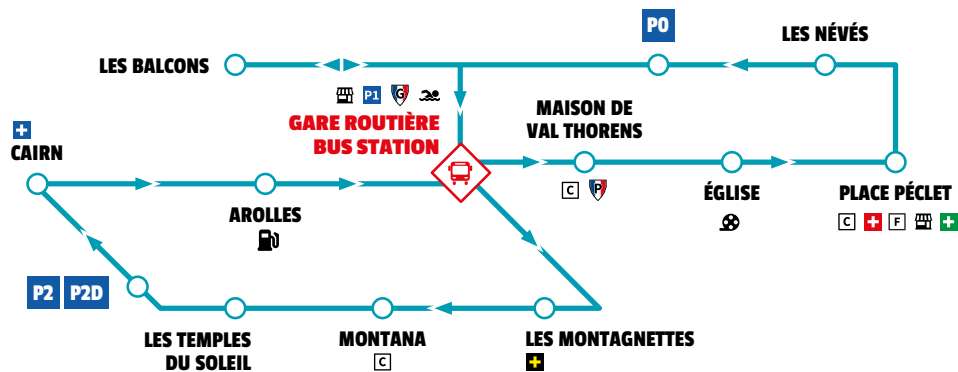 P0
LES NÉVÉS
LES BALCONS
P1
G
GARE ROUTIÈRE
BUS STATION
MAISON DE
VAL THORENS
C
P
CAIRN
AROLLES
ÉGLISE
PLACE PÉCLET
C
F
P2
P2D
LES TEMPLES
DU SOLEIL
MONTANA
C
LES MONTAGNETTES